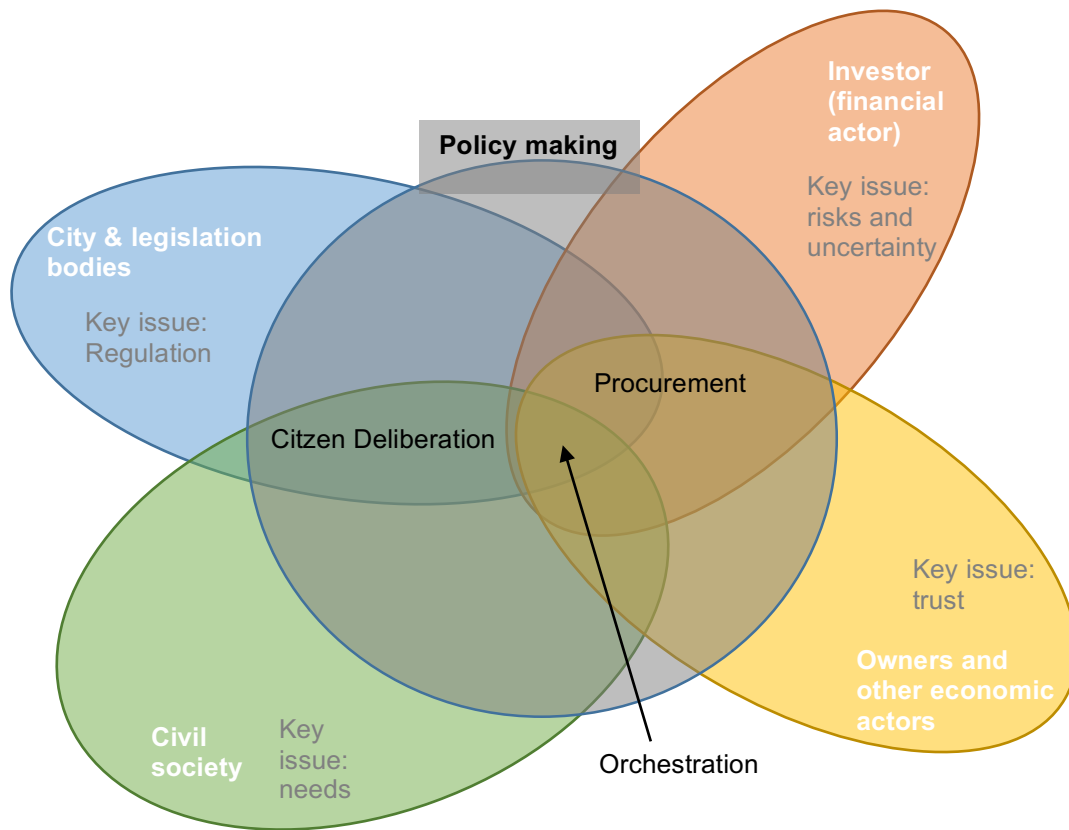 Investor
(financial
actor)
Key issue:
risks and
uncertainty
Policy making
City & legislation
bodies
Key issue:
Regulation
Procurement
Citzen Deliberation
Key issue:
trust
Owners and
other economic
actors
Civil
society
Key
issue:
needs
Orchestration